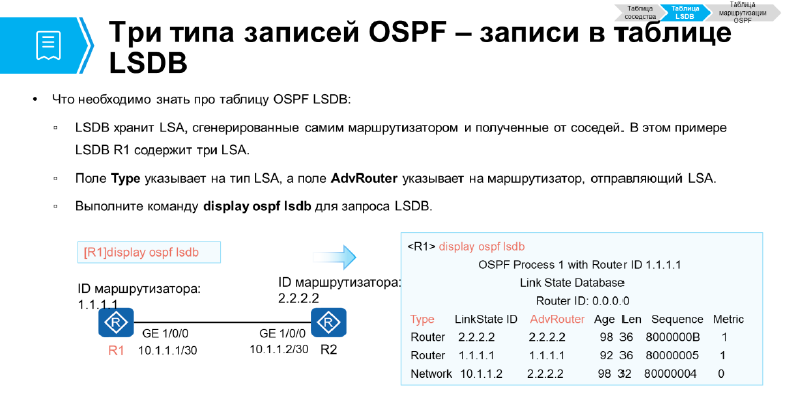 Таблица соседства
Таблица LSDB
Таблица маршрутизации OSPF
Три типа записей OSPF – записи в таблице
LSDB
• Что необходимо знать про таблицу OSPF LSDB:
▫ LSDB хранит LSA, сгенерированные самим маршрутизатором и полученные от соседей. В этом примере
LSDB R1 содержит три LSA.
▫ Поле Type указывает на тип LSA, а поле AdvRouter указывает на маршрутизатор, отправляющий LSA.
▫ Выполните команду display ospf lsdb для запроса LSDB.
[R1]display ospf lsdb
ID маршрутизатора:
1.1.1.1
ID маршрутизатора:
2.2.2.2
R
R
GE 1/0/0
GE 1/0/0
R1
10.1.1.1/30
10.1.1.2/30
R2
<R1> display ospf lsdb
OSPF Process 1 with Router ID 1.1.1.1
Link State Database
Router ID: 0.0.0.0
Type LinkState ID AdvRouter Age Len Sequence Metric
Router 2.2.2.2 2.2.2.2 98 36 8000000B 1
Router 1.1.1.1 1.1.1.1 92 36 80000005 1
Network 10.1.1.2 2.2.2.2 98 32 80000004 0